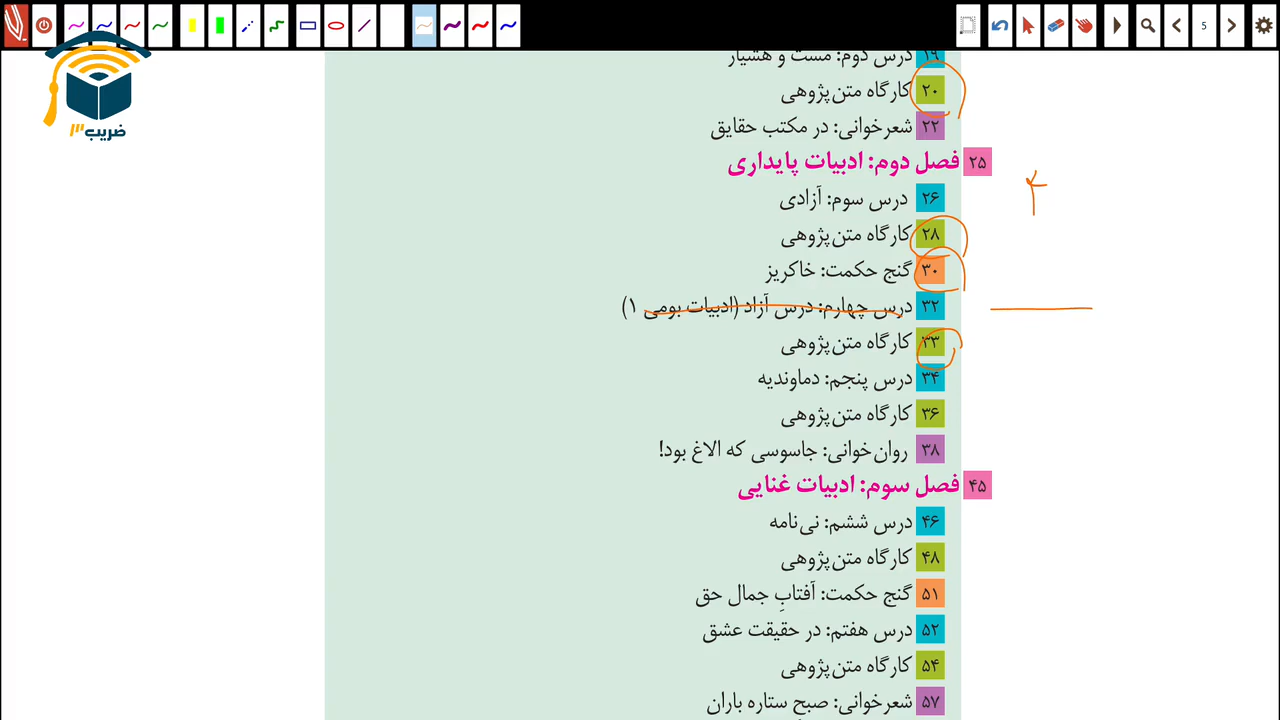 5
ضریب۳
۱۹ درس دوم: مست و هشیار
۲۰ کارگاه متن‌پژوهی
۲۲ شعرخوانی: در مکتب حقایق
۲۵ فصل دوم: ادبیات پایداری
۲۶ درس سوم: آزادی
۲۸ کارگاه متن‌پژوهی
۳۰ گنج حکمت: خاکریز
۳۲ درس چهارم: درس آزاد (ادبیات بومی ۱)
۳۳ کارگاه متن‌پژوهی
۳۴ درس پنجم: دماوندیه
۳۶ کارگاه متن‌پژوهی
۳۸ روان‌خوانی: جاسوسی که الاغ بود!
۴۵ فصل سوم: ادبیات غنایی
۴۶ درس ششم: نی‌نامه
۴۸ کارگاه متن‌پژوهی
۵۱ گنج حکمت: آفتابِ جمال حق
۵۲ درس هفتم: در حقیقت عشق
۵۴ کارگاه متن‌پژوهی
۵۷ شعرخوانی: صبح ستاره باران